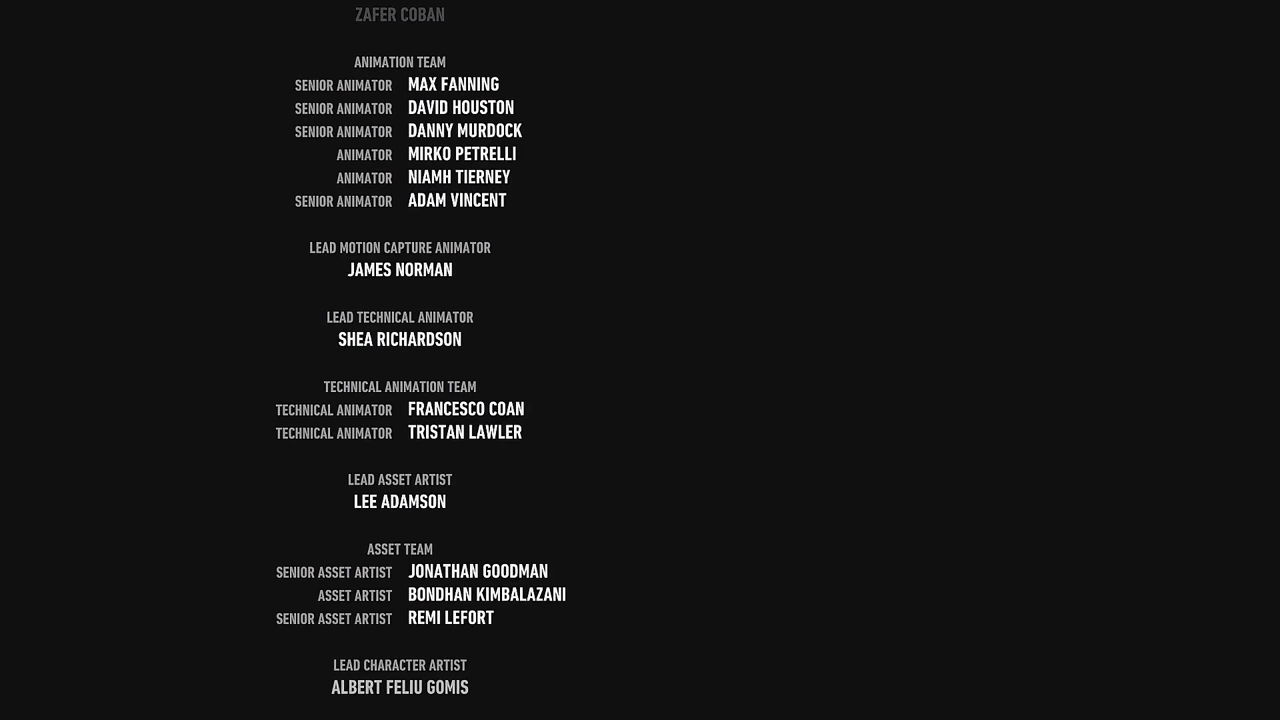 ZAFER COBAN
ANIMATION TEAM
SENIOR ANIMATOR MAX FANNING
SENIOR ANIMATOR DAVID HOUSTON
SENIOR ANIMATOR DANNY MURDOCK
ANIMATOR MIRKO PETRELLI
ANIMATOR NIAMH TIERNEY
SENIOR ANIMATOR ADAM VINCENT
LEAD MOTION CAPTURE ANIMATOR
JAMES NORMAN
LEAD TECHNICAL ANIMATOR
SHEA RICHARDSON
TECHNICAL ANIMATION TEAM
TECHNICAL ANIMATOR FRANCESCO COAN
TECHNICAL ANIMATOR TRISTAN LAWLER
LEAD ASSET ARTIST
LEE ADAMSON
ASSET TEAM
SENIOR ASSET ARTIST JONATHAN GOODMAN
ASSET ARTIST BONDHAN KIMBALAZANI
SENIOR ASSET ARTIST REMI LEFORT
LEAD CHARACTER ARTIST
ALBERT FELIU GOMIS